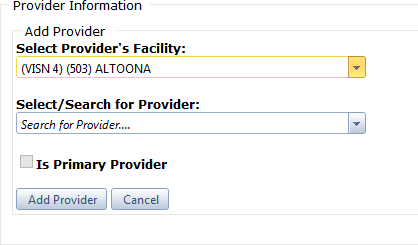 Provider Information
Add Provider
Select Provider's Facility:
(VISN 4) (503) ALTOONA
Select/Search for Provider:
Search for Provider....
Is Primary Provider
Add Provider Cancel